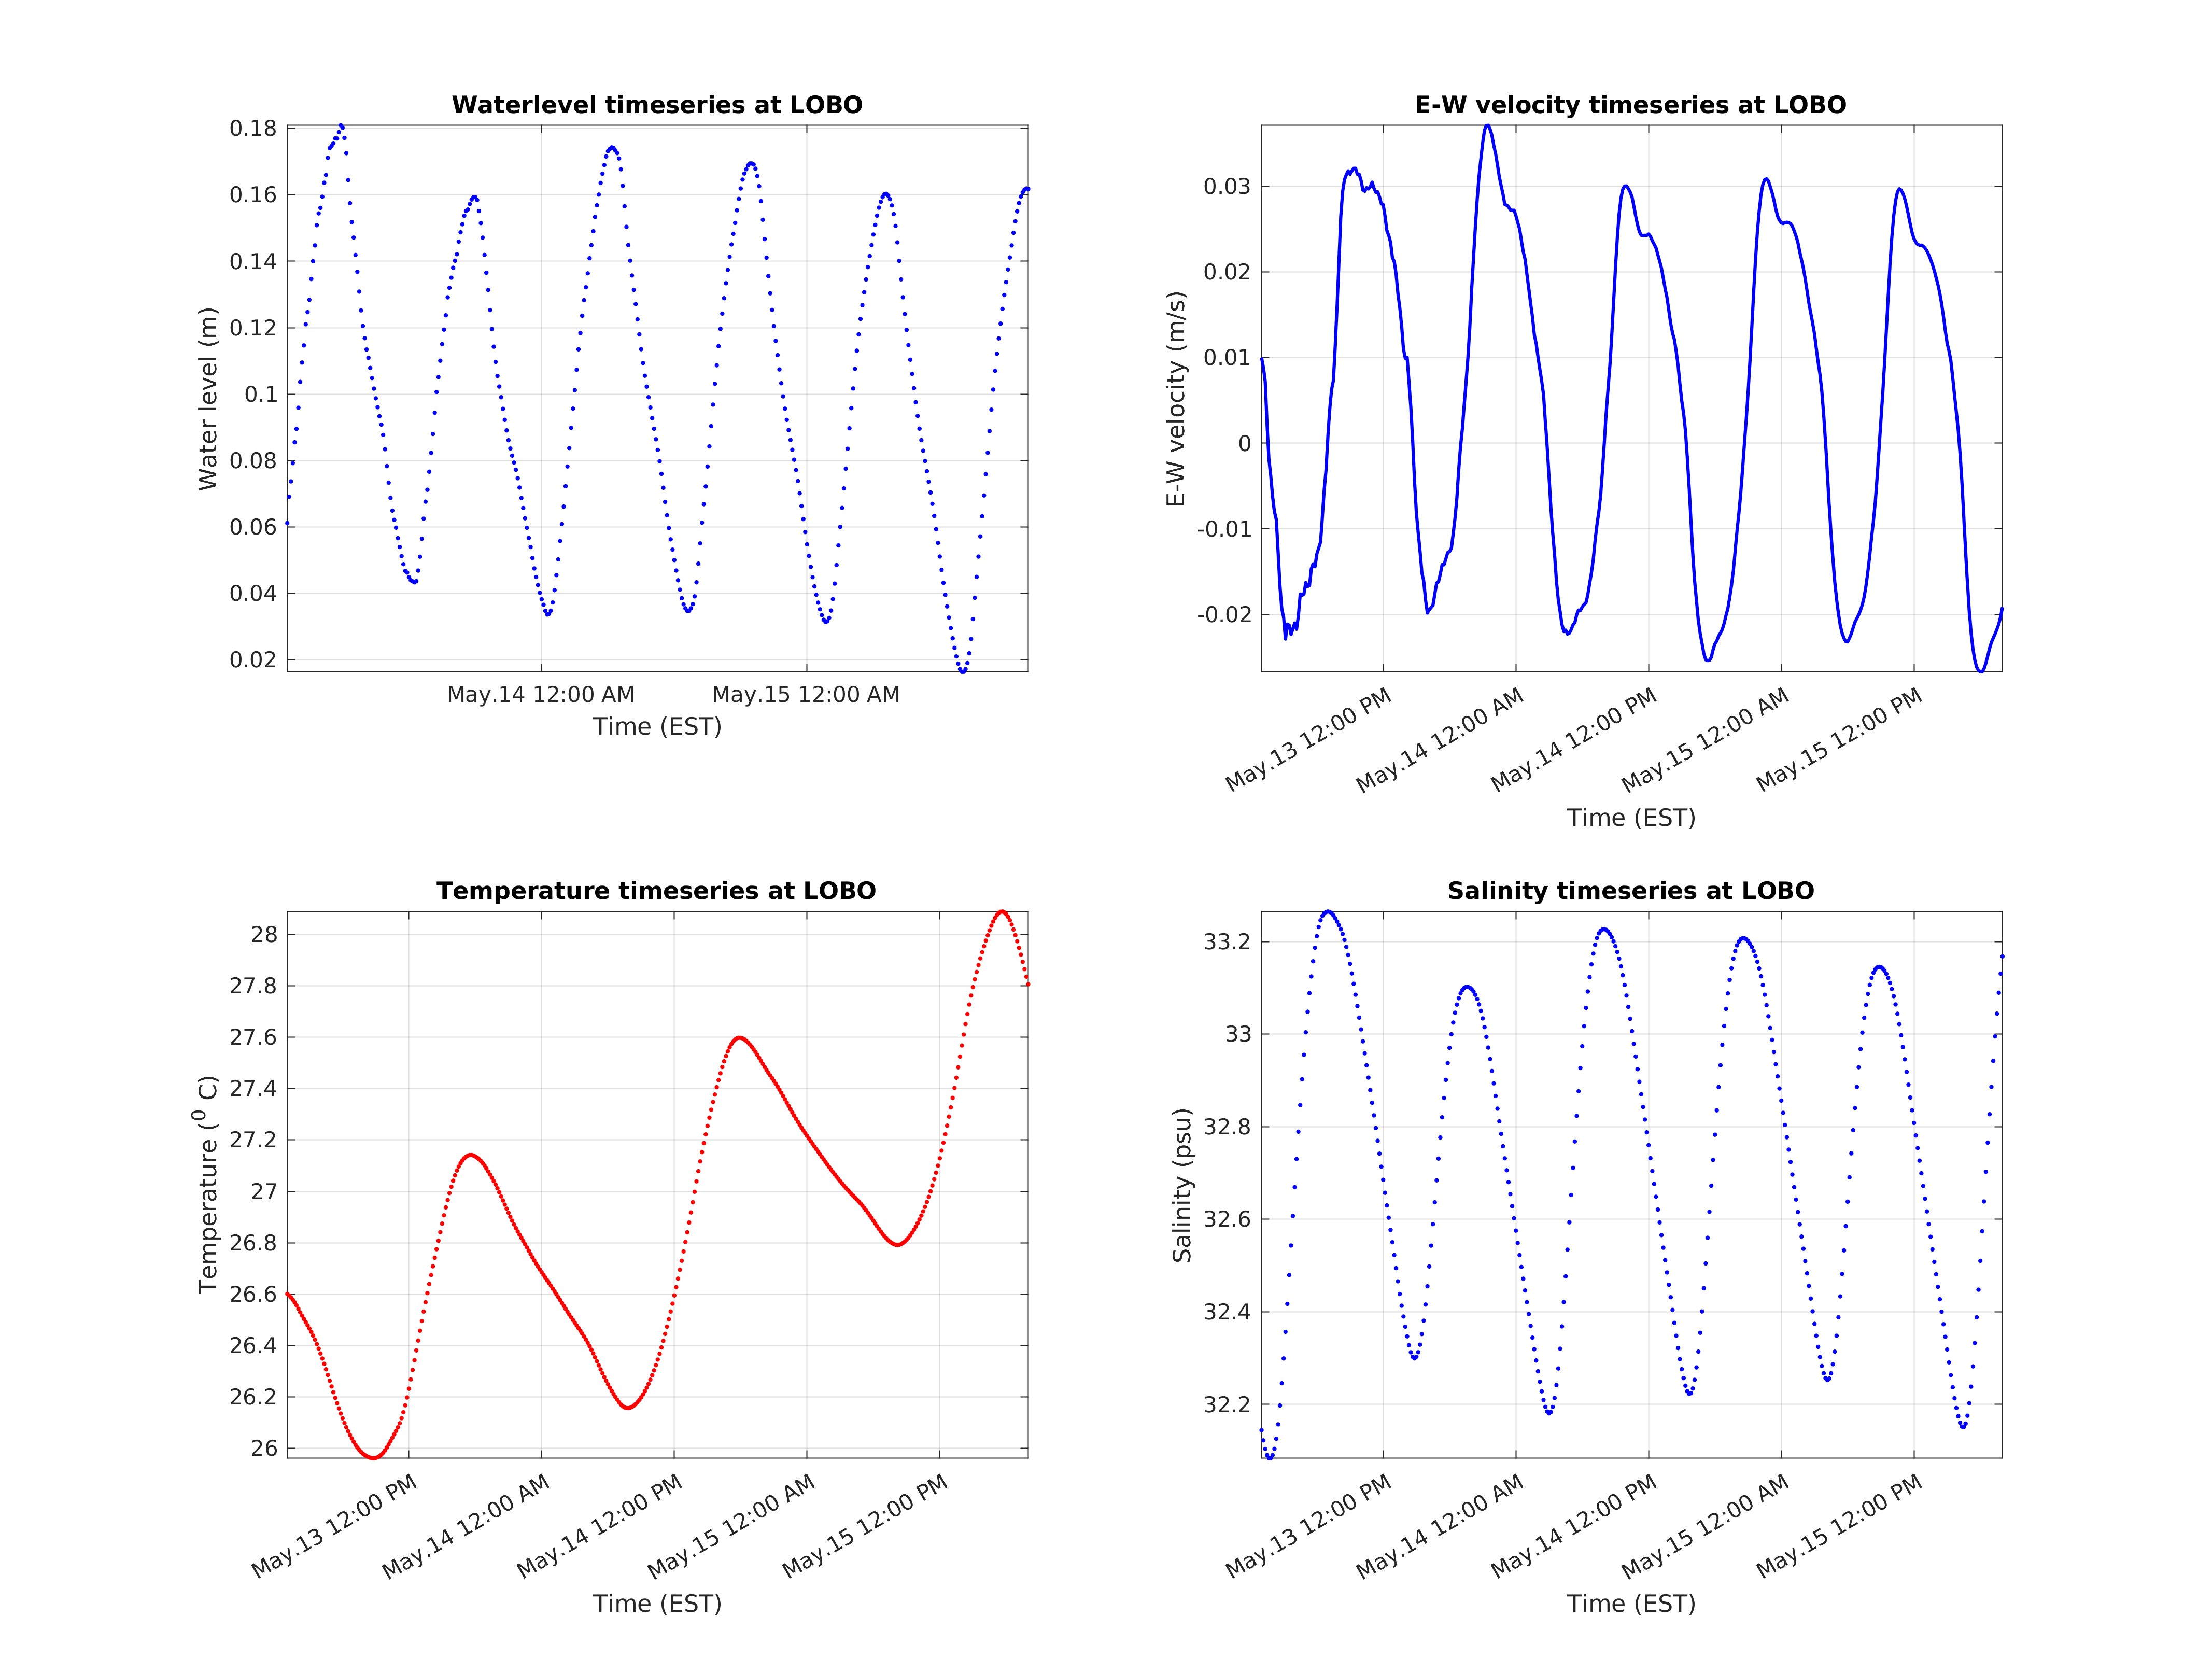 Waterlevel timeseries at LOBO
0.18
0.16
0.14
0.12
0.1
0.08
0.06
0.04
0.02
Water level (m)
May.14 12:00 AM May.15 12:00 AM
Time (EST)
E-W velocity timeseries at LOBO
0.03
0.02
0.01
0
-0.01
-0.02
E-W velocity (m/s)
May.13 12:00 PM
May.14 12:00 AM
May.14 12:00 PM
May.15 12:00 AM
May.15 12:00 PM
Time (EST)
Temperature timeseries at LOBO
28
27.8
27.6
27.4
27.2
27
26.8
26.6
26.4
26.2
26
Temperature (⁰ C)
May.13 12:00 PM
May.14 12:00 AM
May.14 12:00 PM
May.15 12:00 AM
May.15 12:00 PM
Time (EST)
Salinity timeseries at LOBO
33.2
33
32.8
32.6
32.4
32.2
Salinity (psu)
May.13 12:00 PM
May.14 12:00 AM
May.14 12:00 PM
May.15 12:00 AM
May.15 12:00 PM
Time (EST)